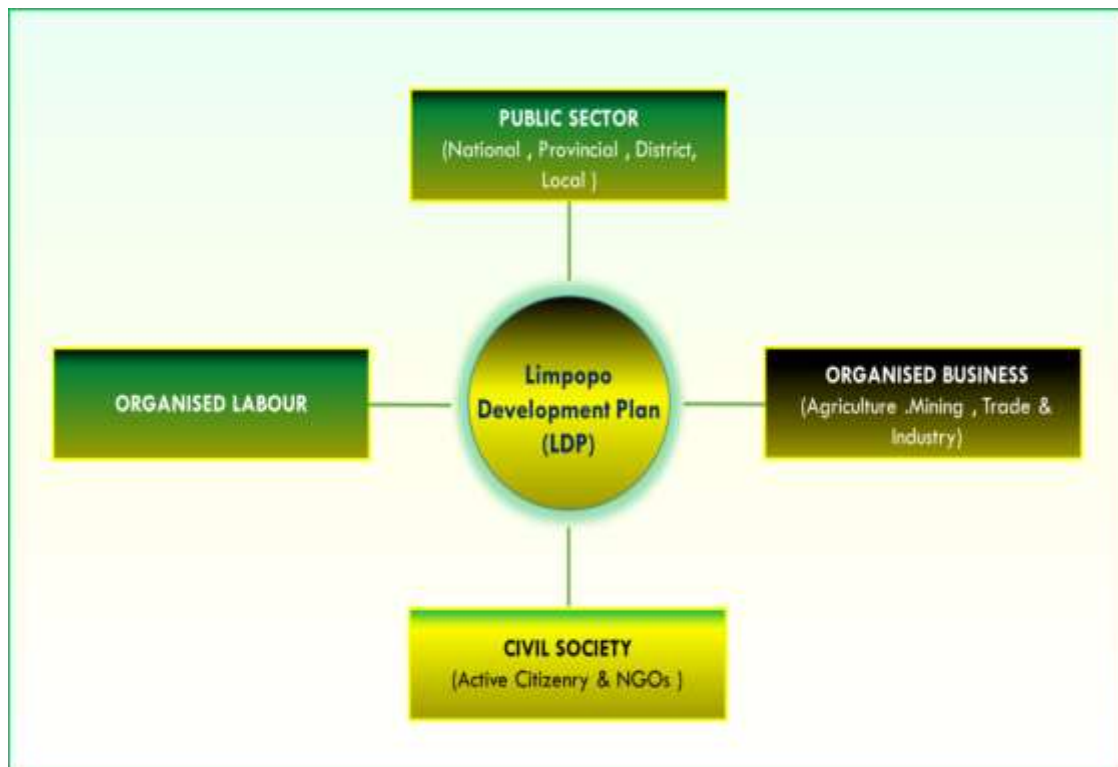 PUBLIC SECTOR
(National , Provincial , District,
Local )
ORGANISED LABOUR
Limpopo
Development Plan
(LDP)
ORGANISED BUSINESS
(Agriculture .Mining , Trade &
Industry)
CIVIL SOCIETY
(Active Citizenry & NGOs )